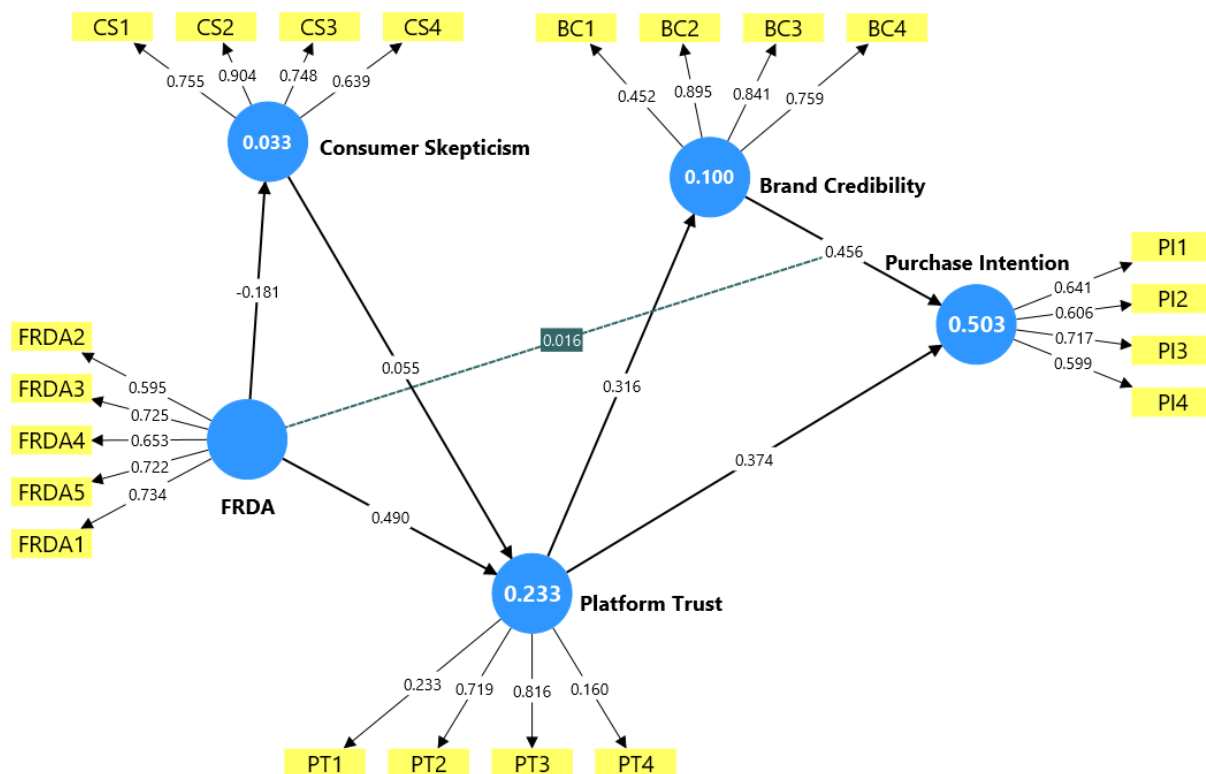 CS1 CS2 CS3 CS4
BC1 BC2 BC3 BC4
0.755 0.904 0.748 0.639
0.452 0.895 0.841 0.759
0.033
Consumer Skepticism
0.100
Brand Credibility
0.456
Purchase Intention
PI1
PI2
PI3
PI4
0.641
0.606
0.717
0.599
0.503
-0.181
0.055
0.016
0.316
0.374
FRDA2
FRDA3
FRDA4
FRDA5
FRDA1
0.595
0.725
0.653
0.722
0.734
FRDA
0.490
0.233
Platform Trust
0.233 0.719 0.816 0.160
PT1 PT2 PT3 PT4